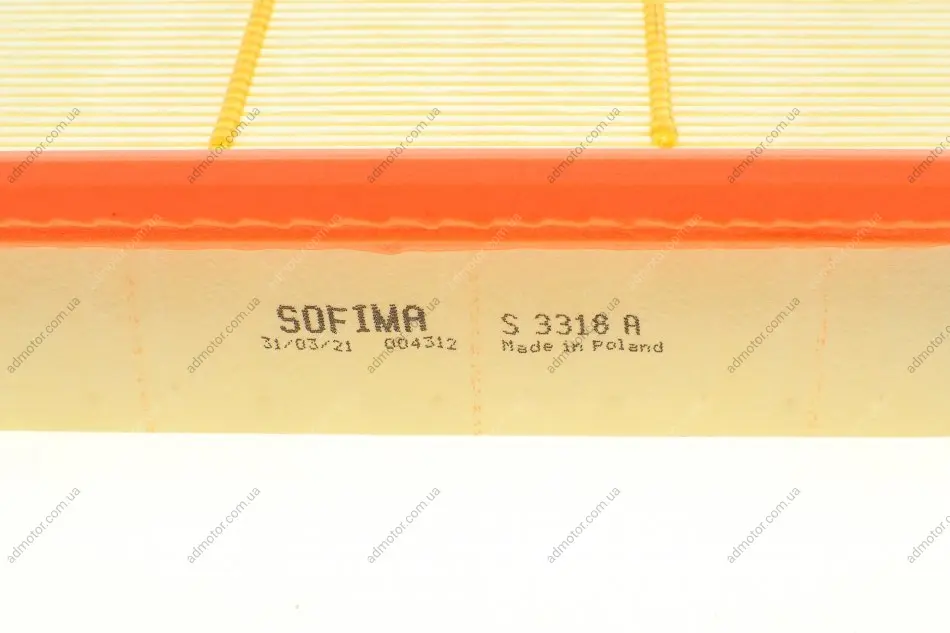 SOFIMA
31/03/21 004312
S 3318 A
Made in Poland
admotor.com.ua